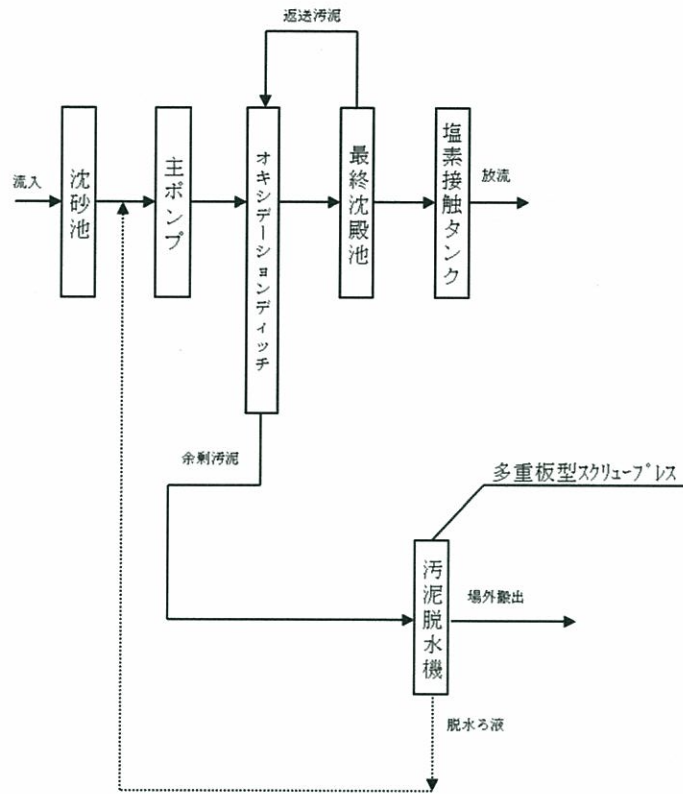 返送汚泥
流入
沈砂池
主ポンプ
オキシデーションディッチ
最終沈殿池
塩素接触タンク
放流
余剰汚泥
多重板型スクリュープレス
汚泥脱水機
場外搬出
脱水ろ液